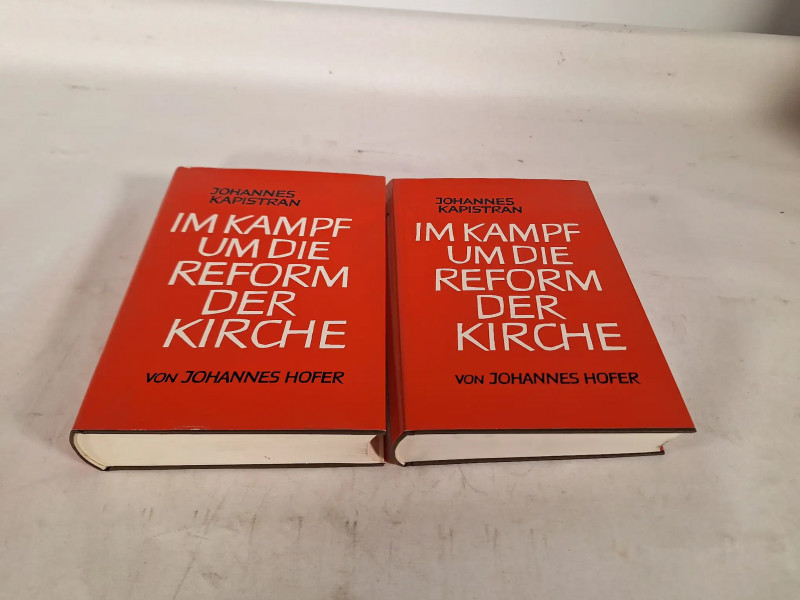 JOHANNES
KAPISTRAN
IM KAMPF
UM DIE
REFORM
DER
KIRCHE
VON JOHANNES HOFER
JOHANNES
KAPISTRAN
IM KAMPF
UM DIE
REFORM
DER
KIRCHE
VON JOHANNES HOFER